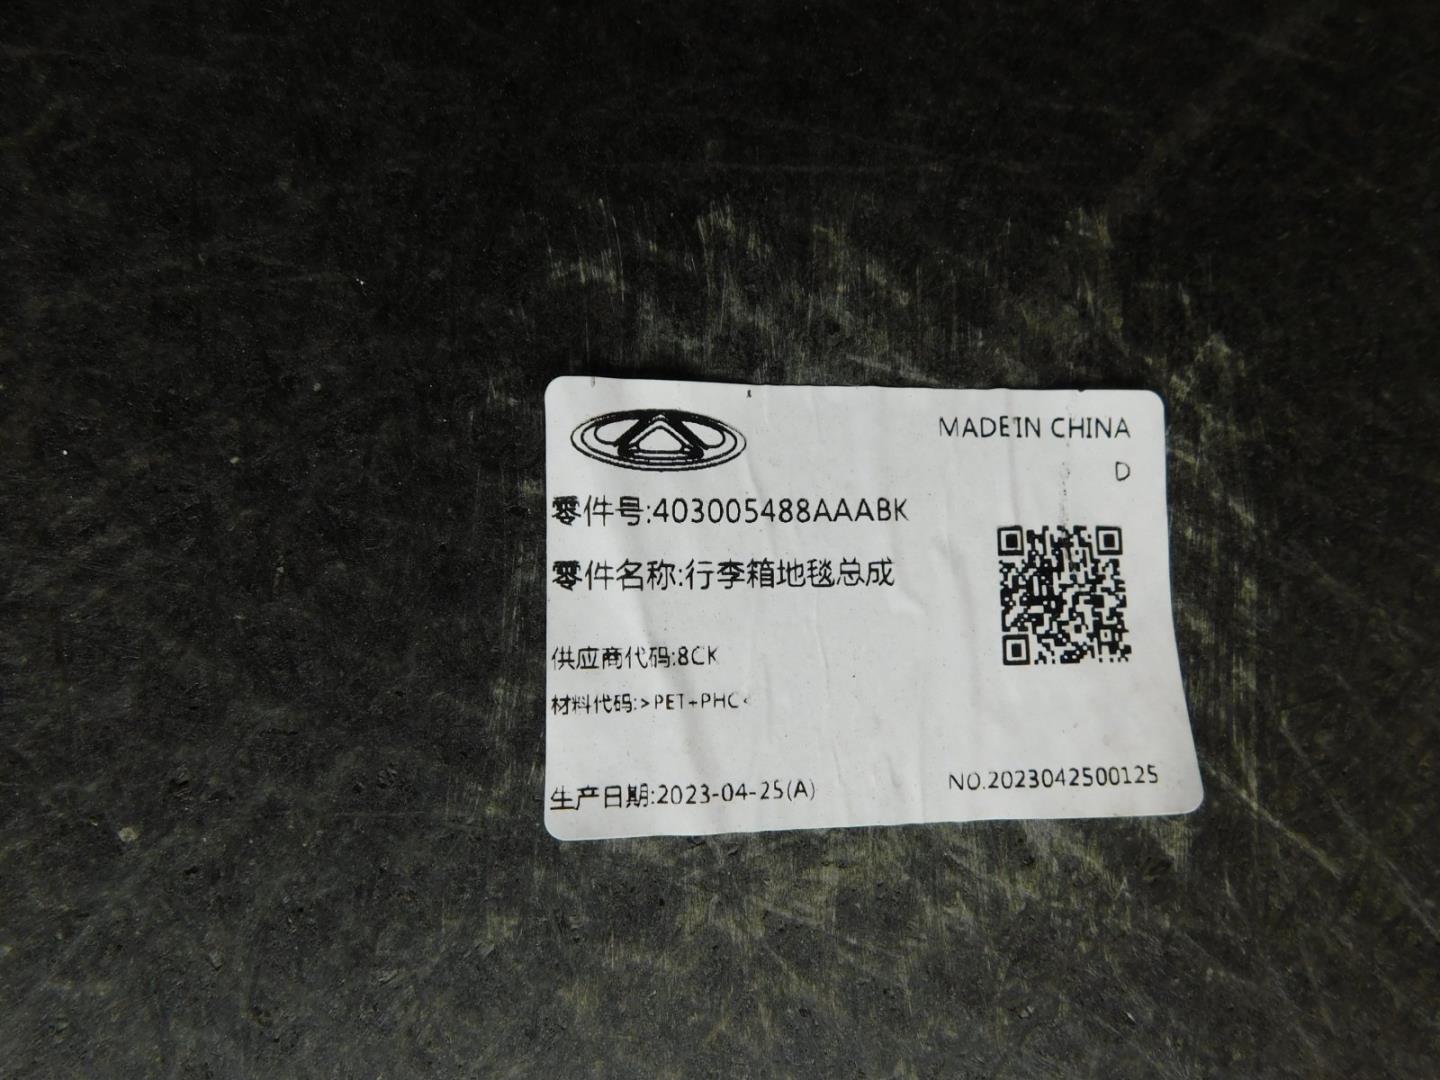 MADE IN CHINA
D
零件号:403005488AAABK
零件名称:行李箱地毯总成
供应商代码:8CK
材料代码:>PET+PHC<
生产日期:2023-04-25(A)
NO.2023042500125